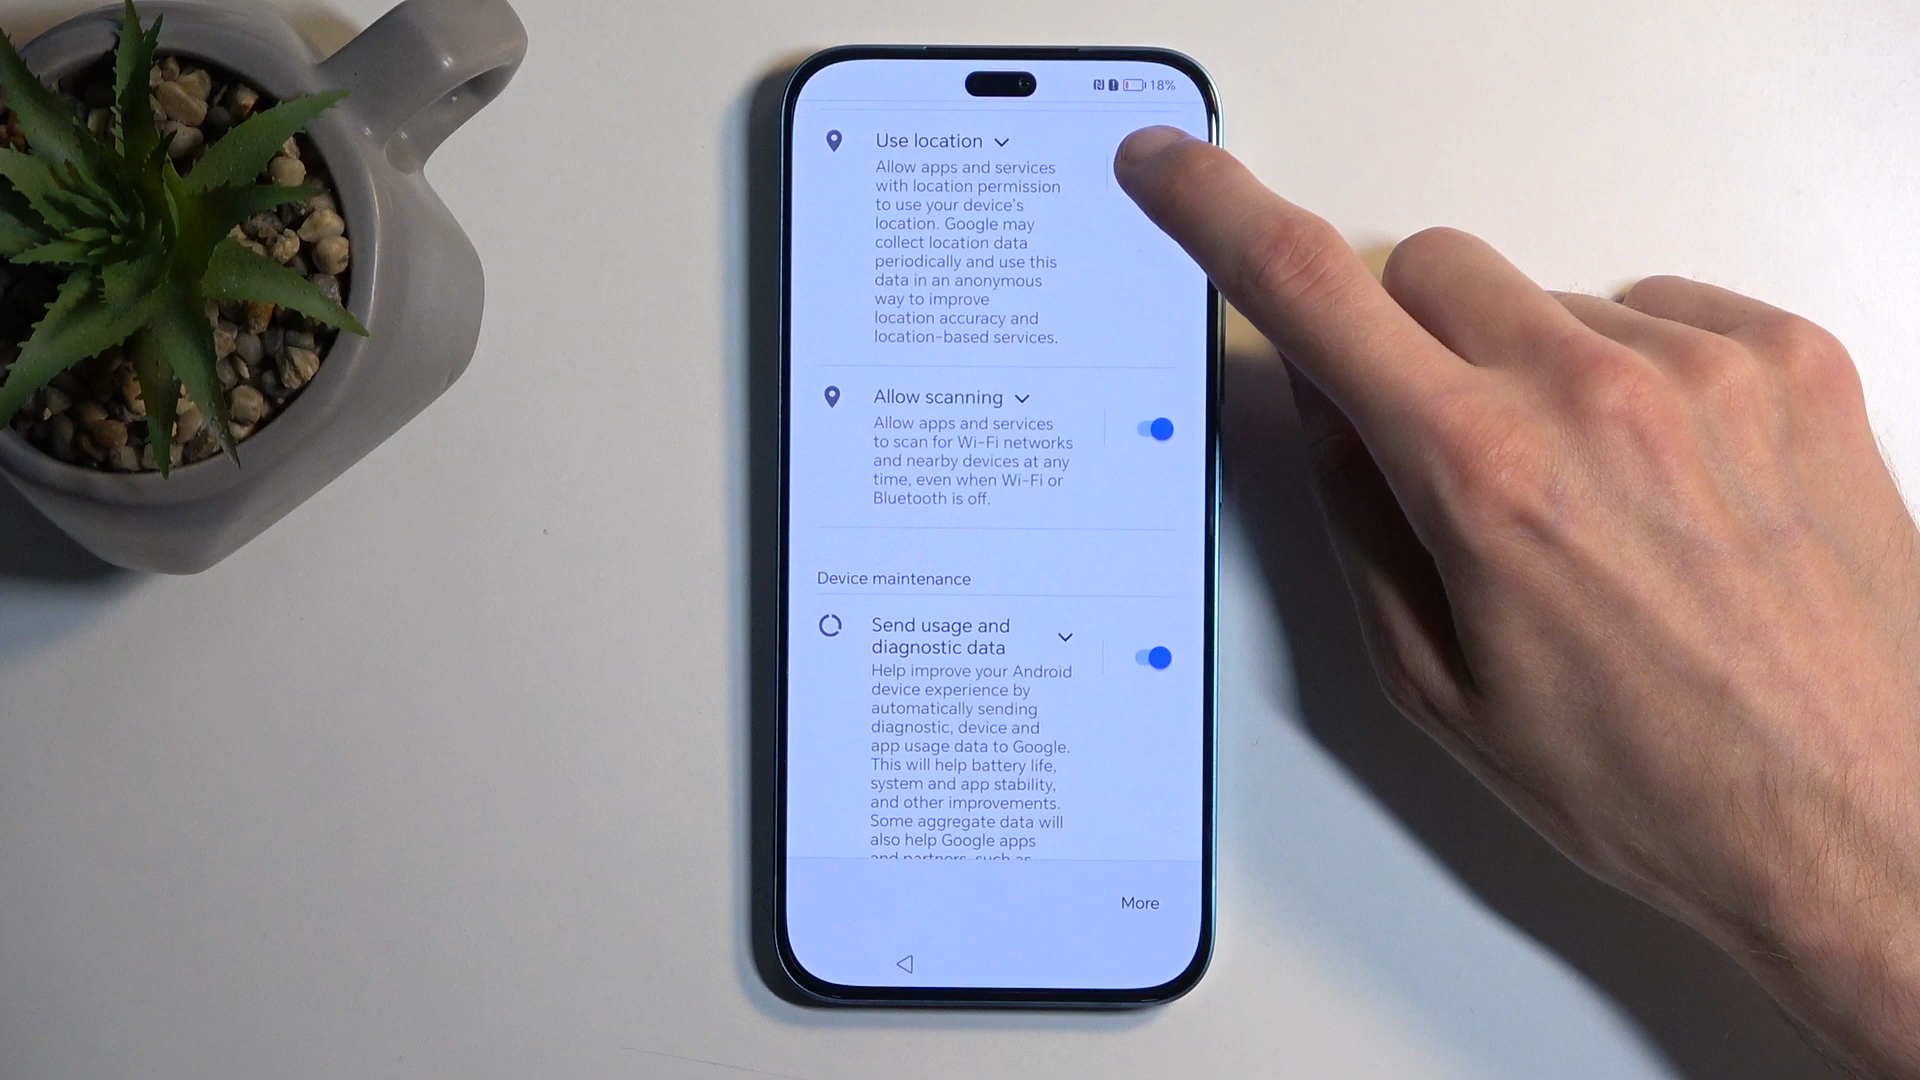 18%
Use location
Allow apps and services
with location permission
to use your device's
location. Google may
collect location data
periodically and use this
data in an anonymous
way to improve
location accuracy and
location-based services.
Allow scanning
Allow apps and services
to scan for Wi-Fi networks
and nearby devices at any
time, even when Wi-Fi or
Bluetooth is off.
Device maintenance
Send usage and
diagnostic data
Help improve your Android
device experience by
automatically sending
diagnostic, device and
app usage data to Google.
This will help battery life,
system and app stability,
and other improvements.
Some aggregate data will
also help Google apps
and partners, such as
More